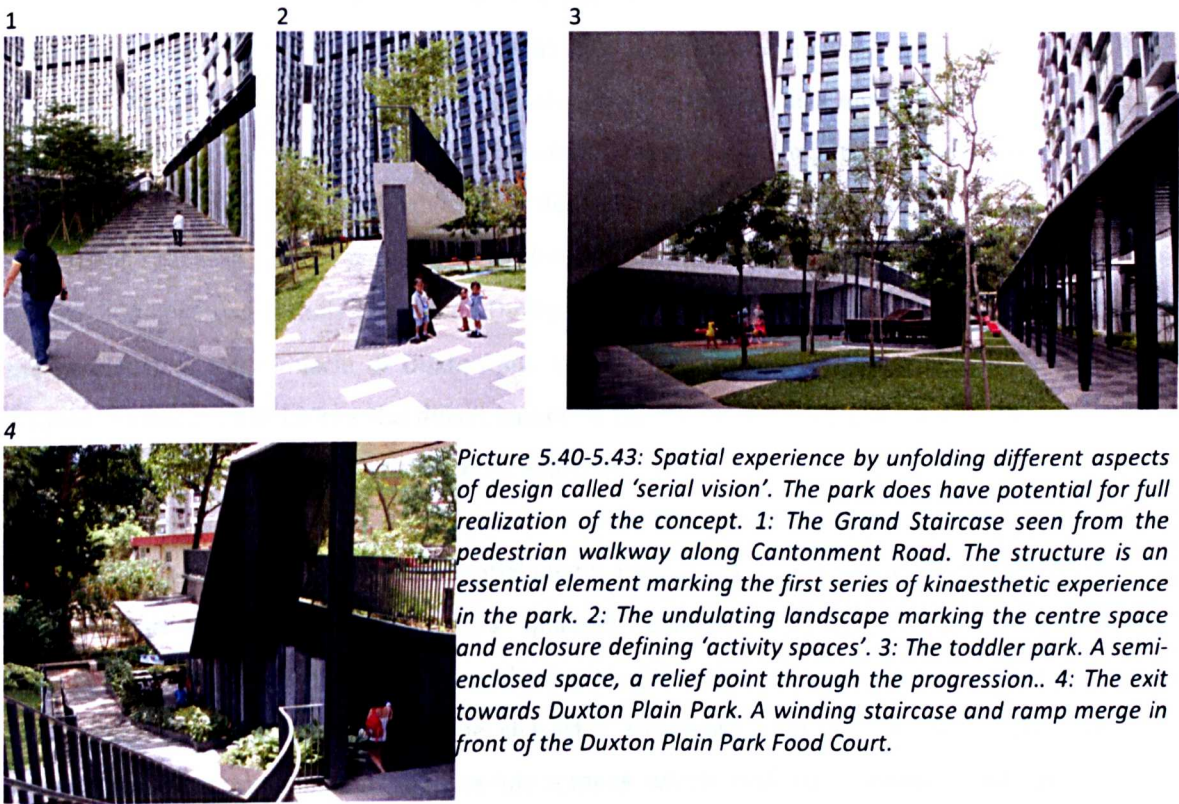 1
2
3
4
Picture 5.40-5.43: Spatial experience by unfolding different aspects
of design called ‘serial vision’. The park does have potential for full
realization of the concept. 1: The Grand Staircase seen from the
pedestrian walkway along Cantonment Road. The structure is an
essential element marking the first series of kinaesthetic experience
in the park. 2: The undulating landscape marking the centre space
and enclosure defining ‘activity spaces’. 3: The toddler park. A semi-
enclosed space, a relief point through the progression.. 4: The exit
towards Duxton Plain Park. A winding staircase and ramp merge in
front of the Duxton Plain Park Food Court.